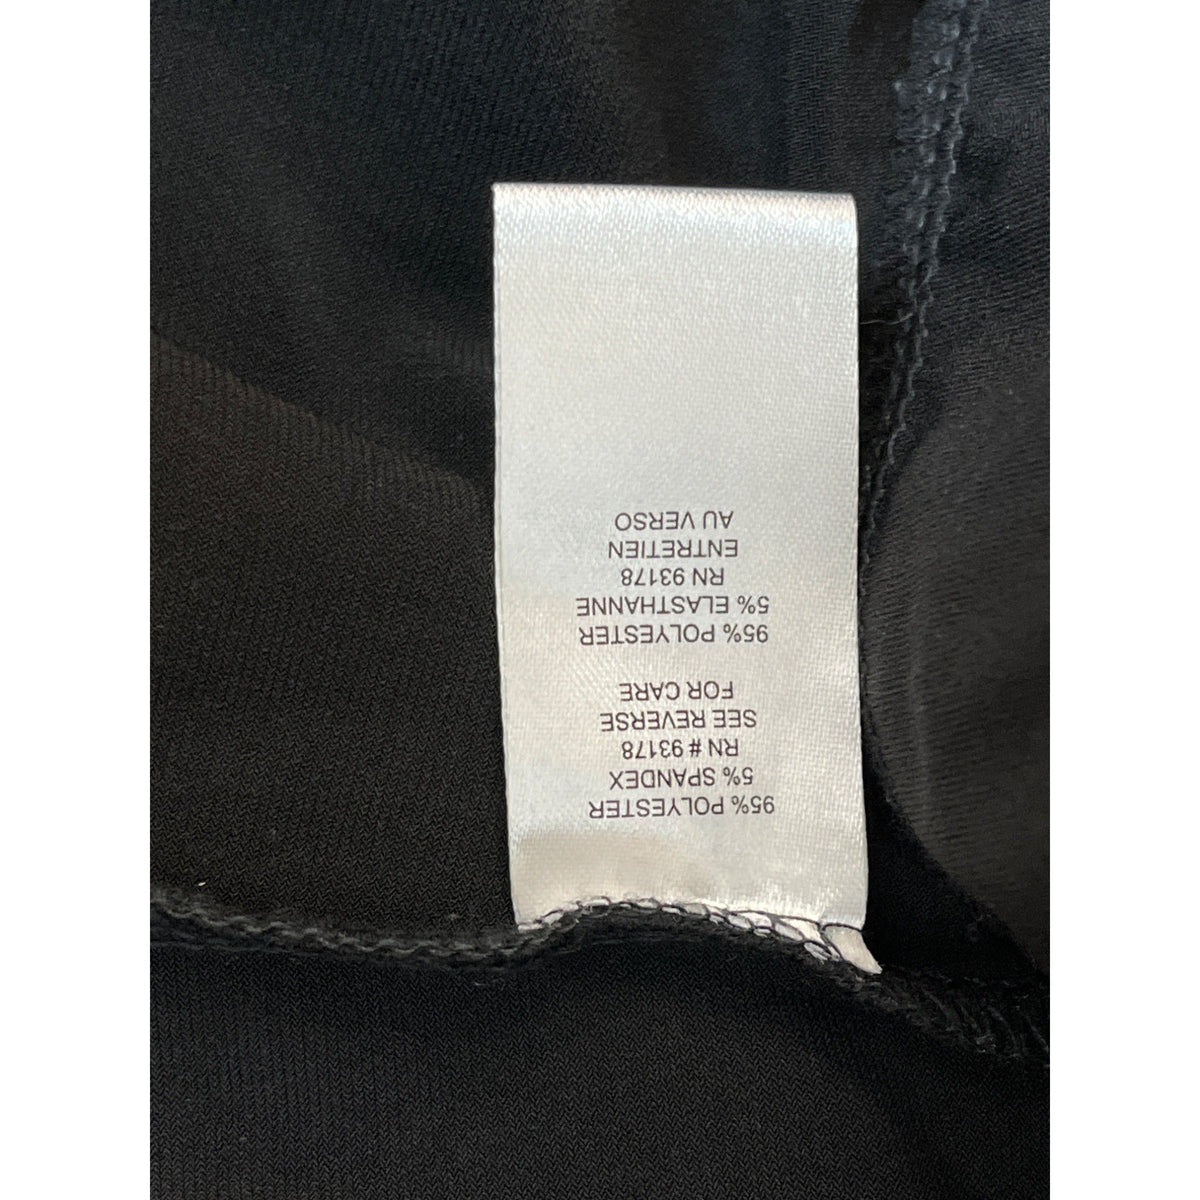 95% POLYESTER
5% SPANDEX
RN # 93178
SEE REVERSE
FOR CARE
95% POLYESTER
5% ELASTHANNE
RN 93178
ENTRETIEN
AU VERSO